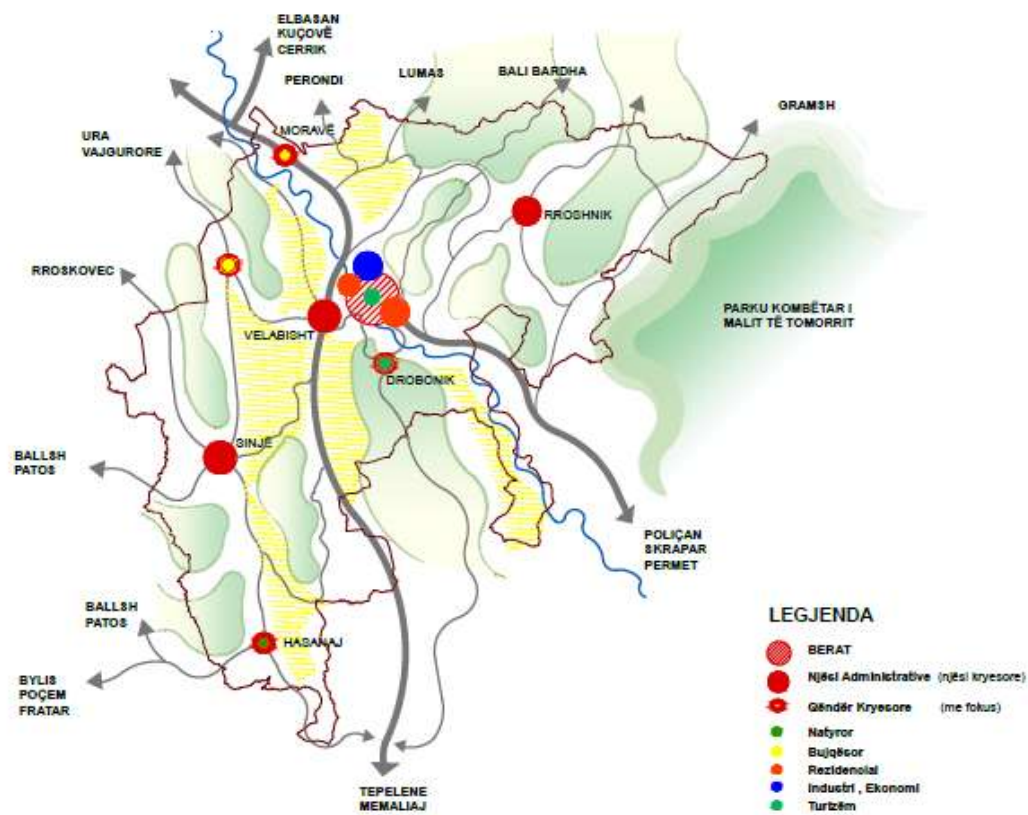 ELBASAN
KUÇOVË
CERRIK
PERONDI
LUMAS
BALI BARDHA
GRAMSH
URA
VAJGURORE
MORAVË
RROSHNIK
RROSKOVEC
VELABISHT
PARKU KOMBËTAR I
MALIT TË TOMORRIT
DROBONIK
SINJË
BALLSH
PATOS
POLIÇAN
SKRAPAR
PERMET
BALLSH
PATOS
HASANAJ
BYLIS
POÇEM
FRATAR
TEPELENE
MEMALIAJ
LEGJENDA
BERAT
Njësi Administrative (njësi kryesore)
Qëndër Kryesore (me fokus)
Natyror
Bujqësor
Rezidencial
Industri , Ekonomi
Turizëm